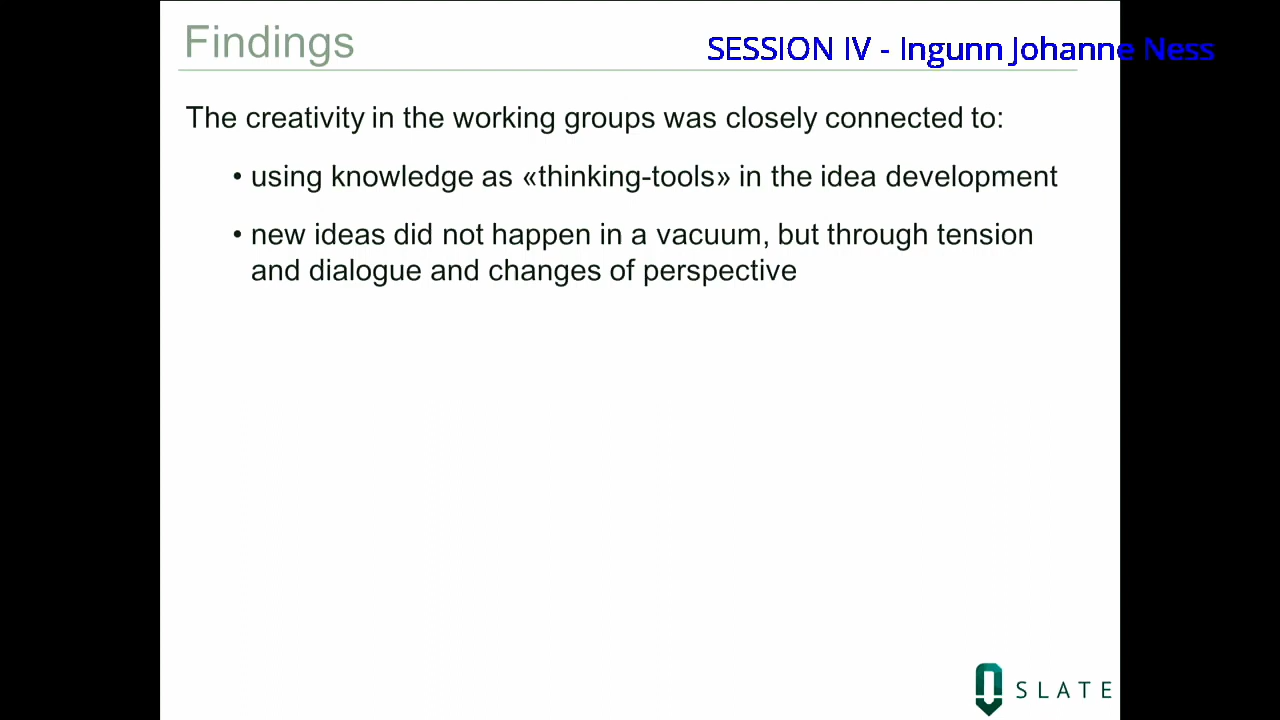 Findings
SESSION IV - Ingunn Johanne Ness
The creativity in the working groups was closely connected to:
• using knowledge as «thinking-tools» in the idea development
• new ideas did not happen in a vacuum, but through tension
and dialogue and changes of perspective
SLATE